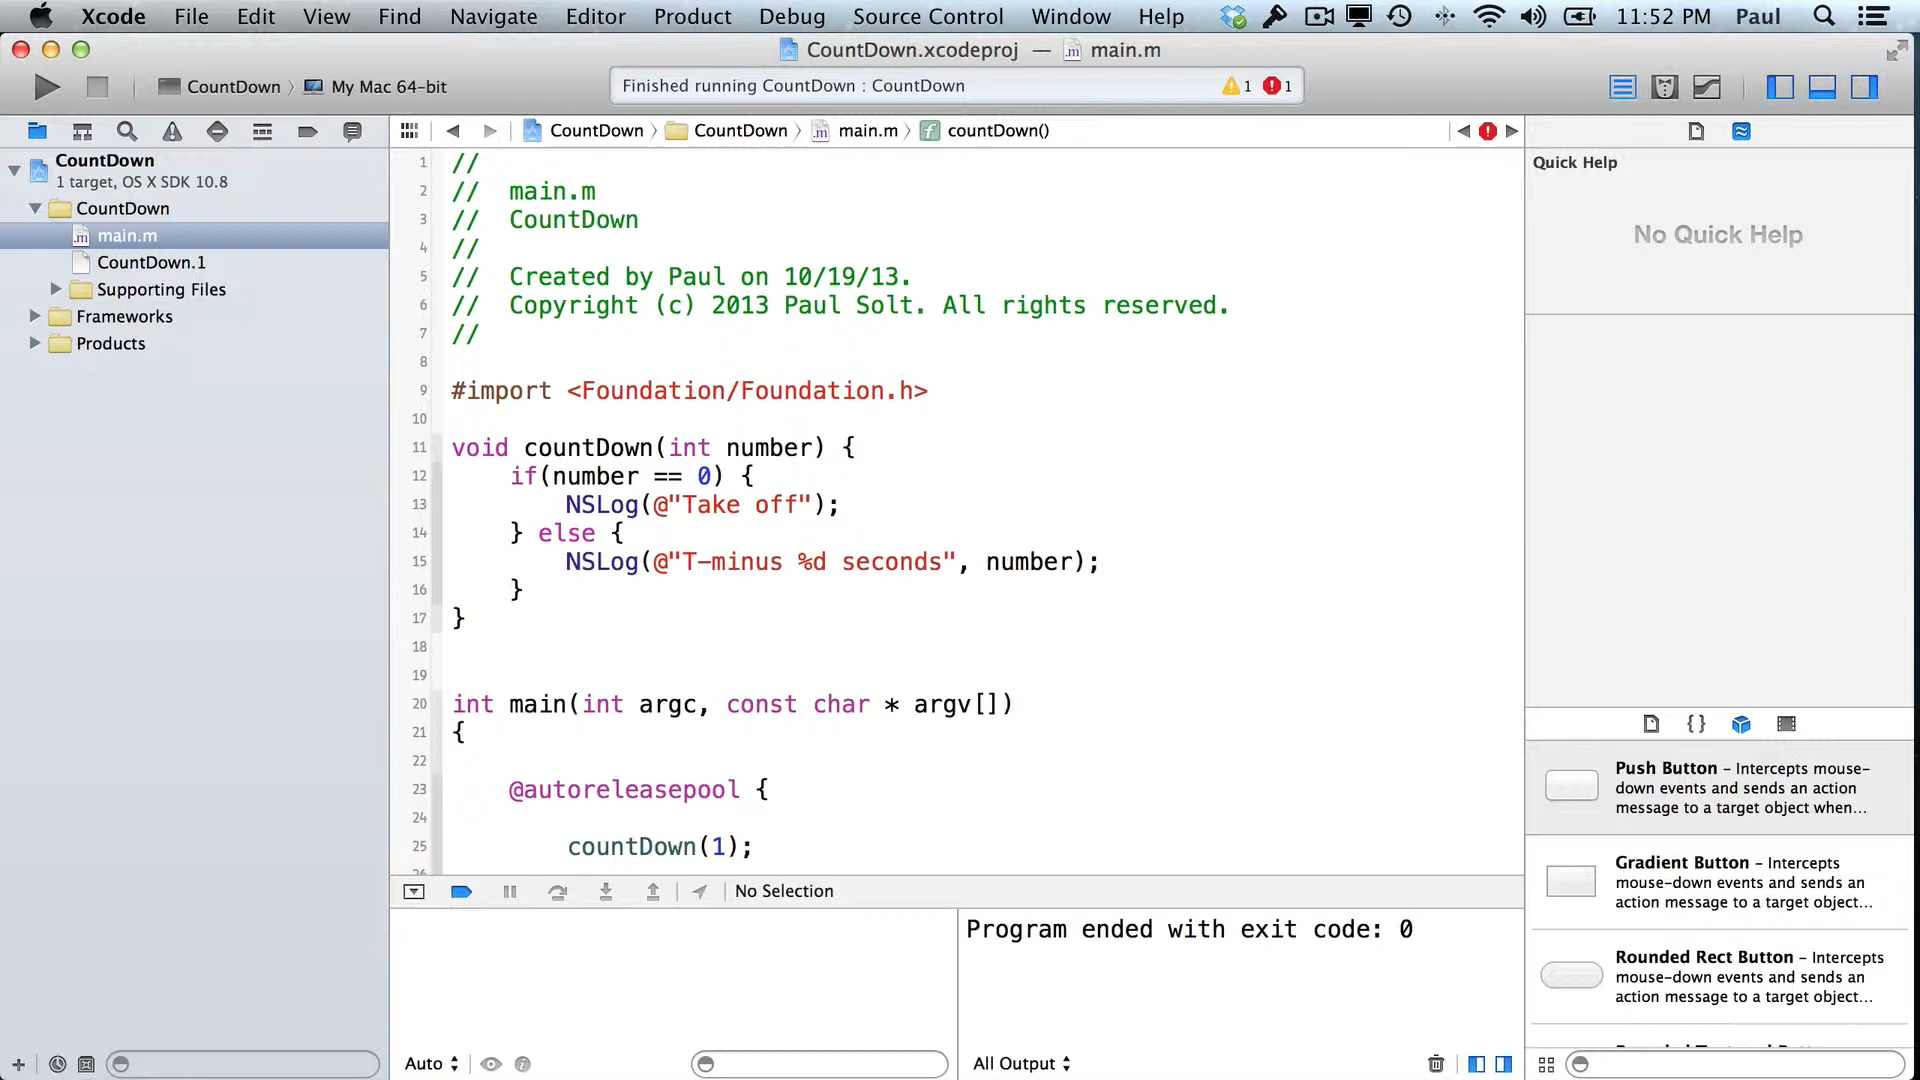 Xcode File Edit View Find Navigate Editor Product Debug Source Control Window Help 11:52 PM Paul
CountDown.xcodeproj — main.m
CountDown My Mac 64-bit
Finished running CountDown : CountDown
1 1
CountDown CountDown main.m countDown()
CountDown
1 target, OS X SDK 10.8
CountDown
main.m
CountDown.1
Supporting Files
Frameworks
Products
1 //
2 // main.m
3 // CountDown
4 //
5 // Created by Paul on 10/19/13.
6 // Copyright (c) 2013 Paul Solt. All rights reserved.
7 //
8
9 #import <Foundation/Foundation.h>
10
11 void countDown(int number) {
12 if(number == 0) {
13 NSLog(@"Take off");
14 } else {
15 NSLog(@"T-minus %d seconds", number);
16 }
17 }
18
19
20 int main(int argc, const char * argv[])
21 {
22
23 @autoreleasepool {
24
25 countDown(1);
No Selection
Program ended with exit code: 0
Auto
All Output
Quick Help
No Quick Help
Push Button – Intercepts mouse-
down events and sends an action
message to a target object when...
Gradient Button – Intercepts
mouse-down events and sends an
action message to a target object...
Rounded Rect Button – Intercepts
mouse-down events and sends an
action message to a target object...